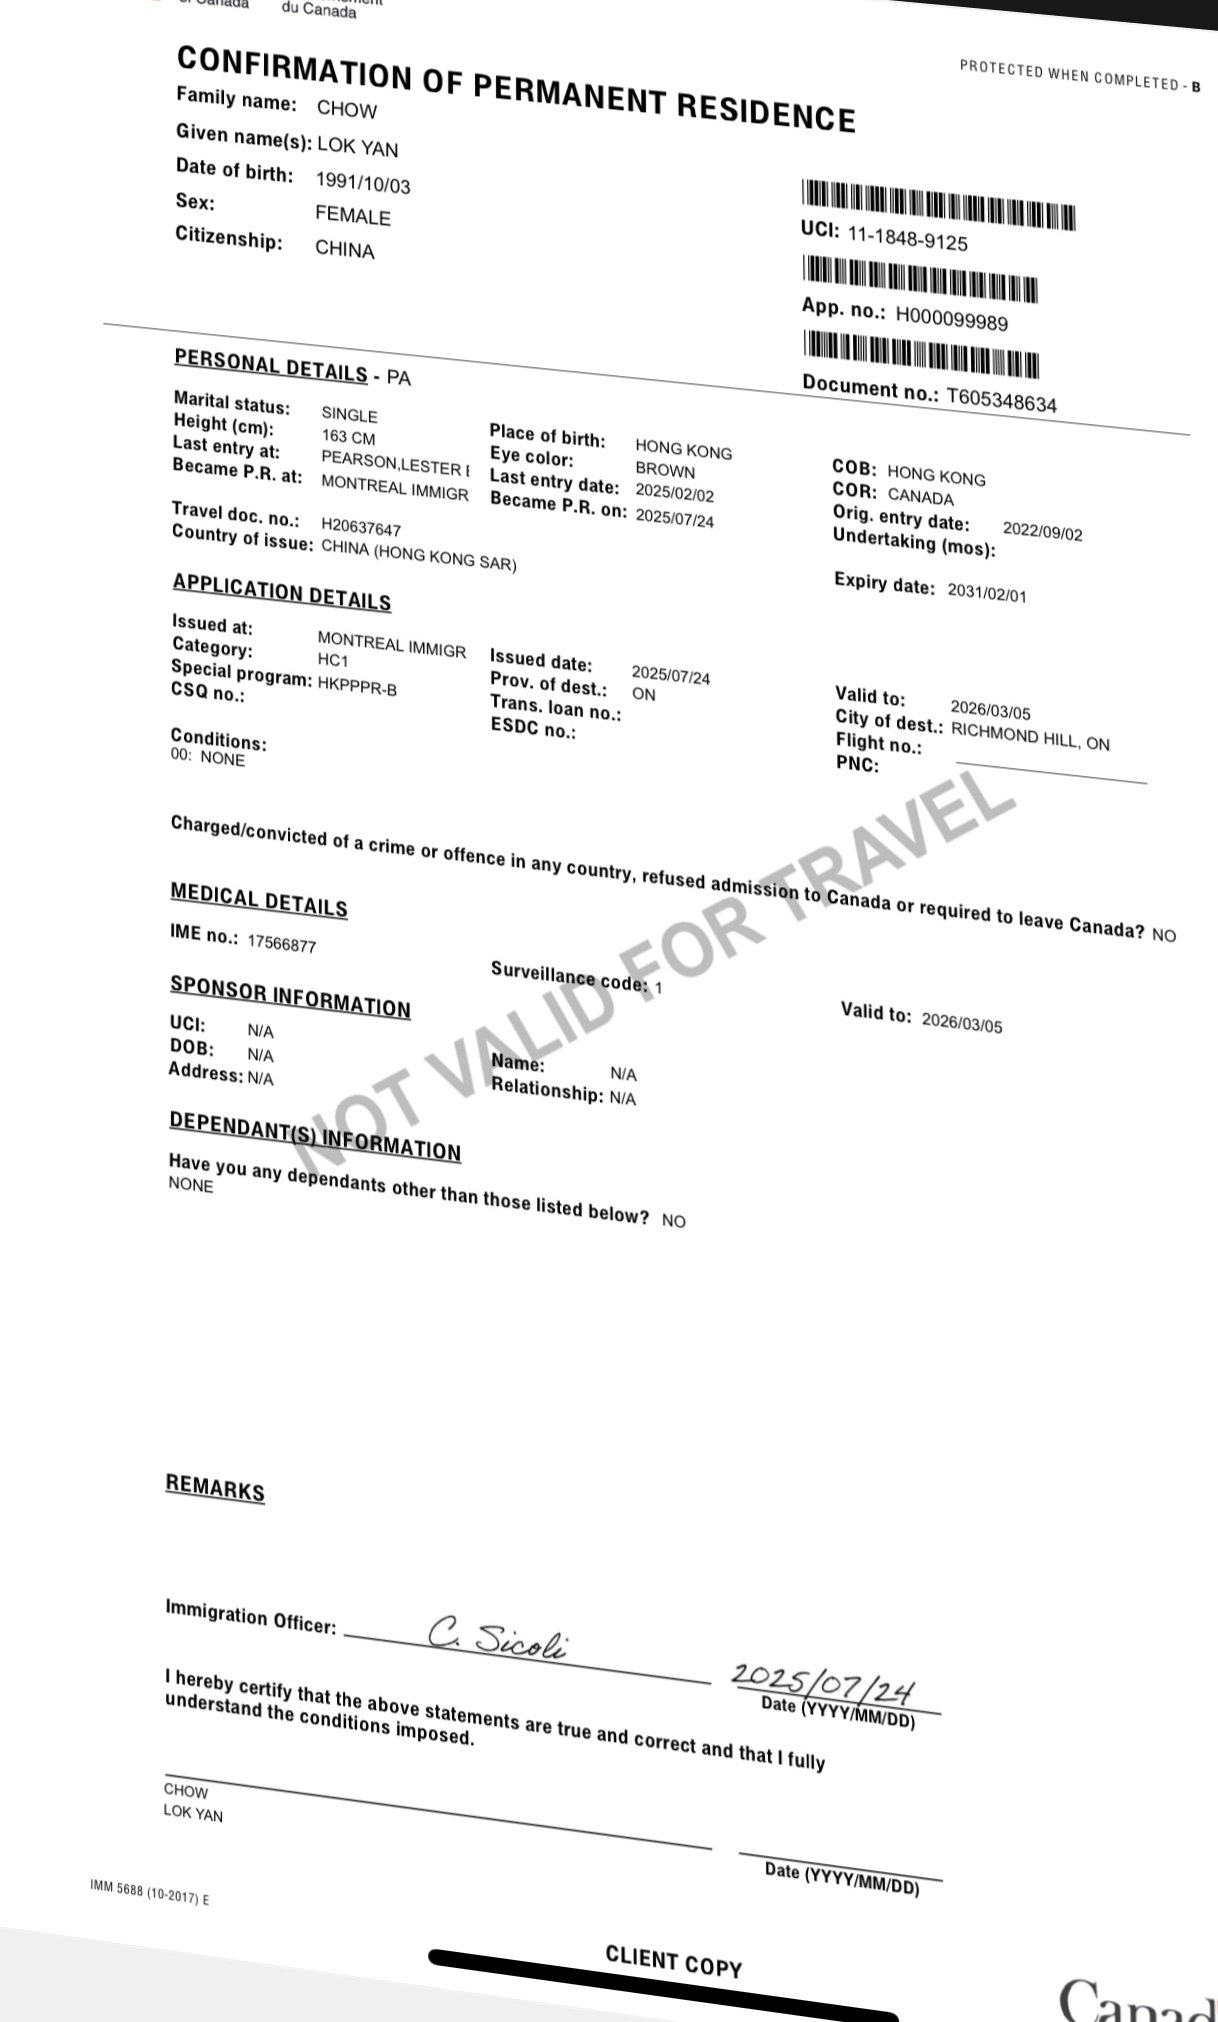 du Canada
PROTECTED WHEN COMPLETED - B
CONFIRMATION OF PERMANENT RESIDENCE
Family name: CHOW
Given name(s): LOK YAN
Date of birth: 1991/10/03
Sex: FEMALE
Citizenship: CHINA
UCI: 11-1848-9125
App. no.: H000099989
Document no.: T605348634
PERSONAL DETAILS - PA
Marital status: SINGLE
Height (cm): 163 CM
Last entry at: PEARSON,LESTER
Became P.R. at: MONTREAL IMMIGR
Place of birth: HONG KONG
Eye color: BROWN
Last entry date: 2025/02/02
Became P.R. on: 2025/07/24
COB: HONG KONG
COR: CANADA
Orig. entry date: 2022/09/02
Undertaking (mos):
Travel doc. no.: H20637647
Country of issue: CHINA (HONG KONG SAR)
Expiry date: 2031/02/01
APPLICATION DETAILS
Issued at: MONTREAL IMMIGR
Category: HC1
Special program: HKPPPR-B
CSQ no.:
Issued date: 2025/07/24
Prov. of dest.: ON
Trans. loan no.:
ESDC no.:
Valid to: 2026/03/05
City of dest.: RICHMOND HILL, ON
Flight no.:
PNC:
Conditions:
00: NONE
NOT VALID FOR TRAVEL
Charged/convicted of a crime or offence in any country, refused admission to Canada or required to leave Canada? NO
MEDICAL DETAILS
IME no.: 17566877
Surveillance code: 1
Valid to: 2026/03/05
SPONSOR INFORMATION
UCI: N/A
DOB: N/A
Address: N/A
Name: N/A
Relationship: N/A
DEPENDANT(S) INFORMATION
Have you any dependants other than those listed below? NO
NONE
REMARKS
Immigration Officer: C. Sicoli
2025/07/24
Date (YYYY/MM/DD)
I hereby certify that the above statements are true and correct and that I fully
understand the conditions imposed.
CHOW
LOK YAN
Date (YYYY/MM/DD)
IMM 5688 (10-2017) E
CLIENT COPY